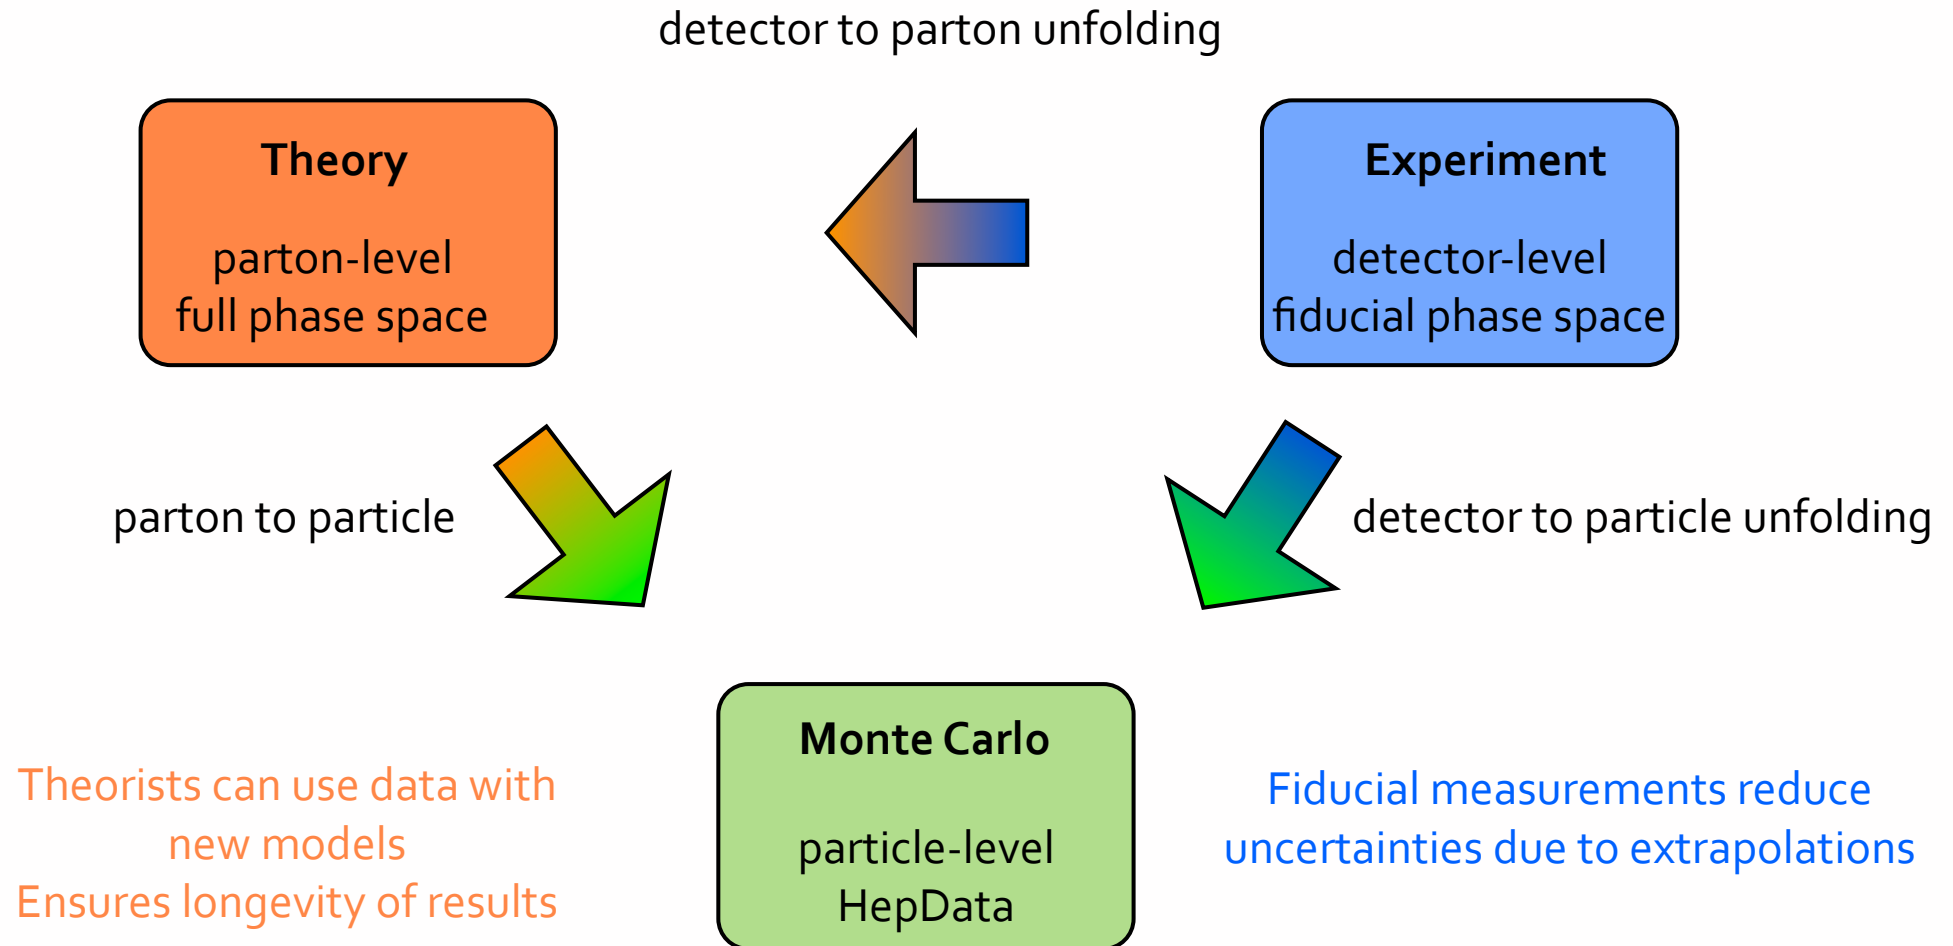 detector to parton unfolding
Theory
parton-level
full phase space
Experiment
detector-level
fiducial phase space
parton to particle
detector to particle unfolding
Monte Carlo
particle-level
HepData
Theorists can use data with
new models
Ensures longevity of results
Fiducial measurements reduce
uncertainties due to extrapolations